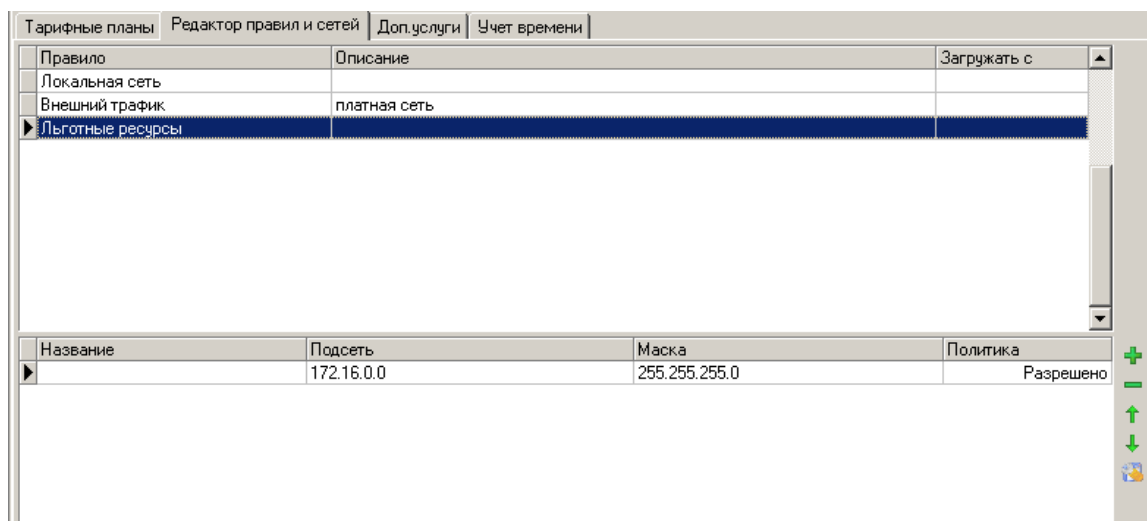 Тарифные планы Редактор правил и сетей Доп.услуги Учет времени
Правило Описание Загружать с
Локальная сеть
Внешний трафик платная сеть
Льготные ресурсы
Название Подсеть Маска Политика
172.16.0.0 255.255.255.0 Разрешено